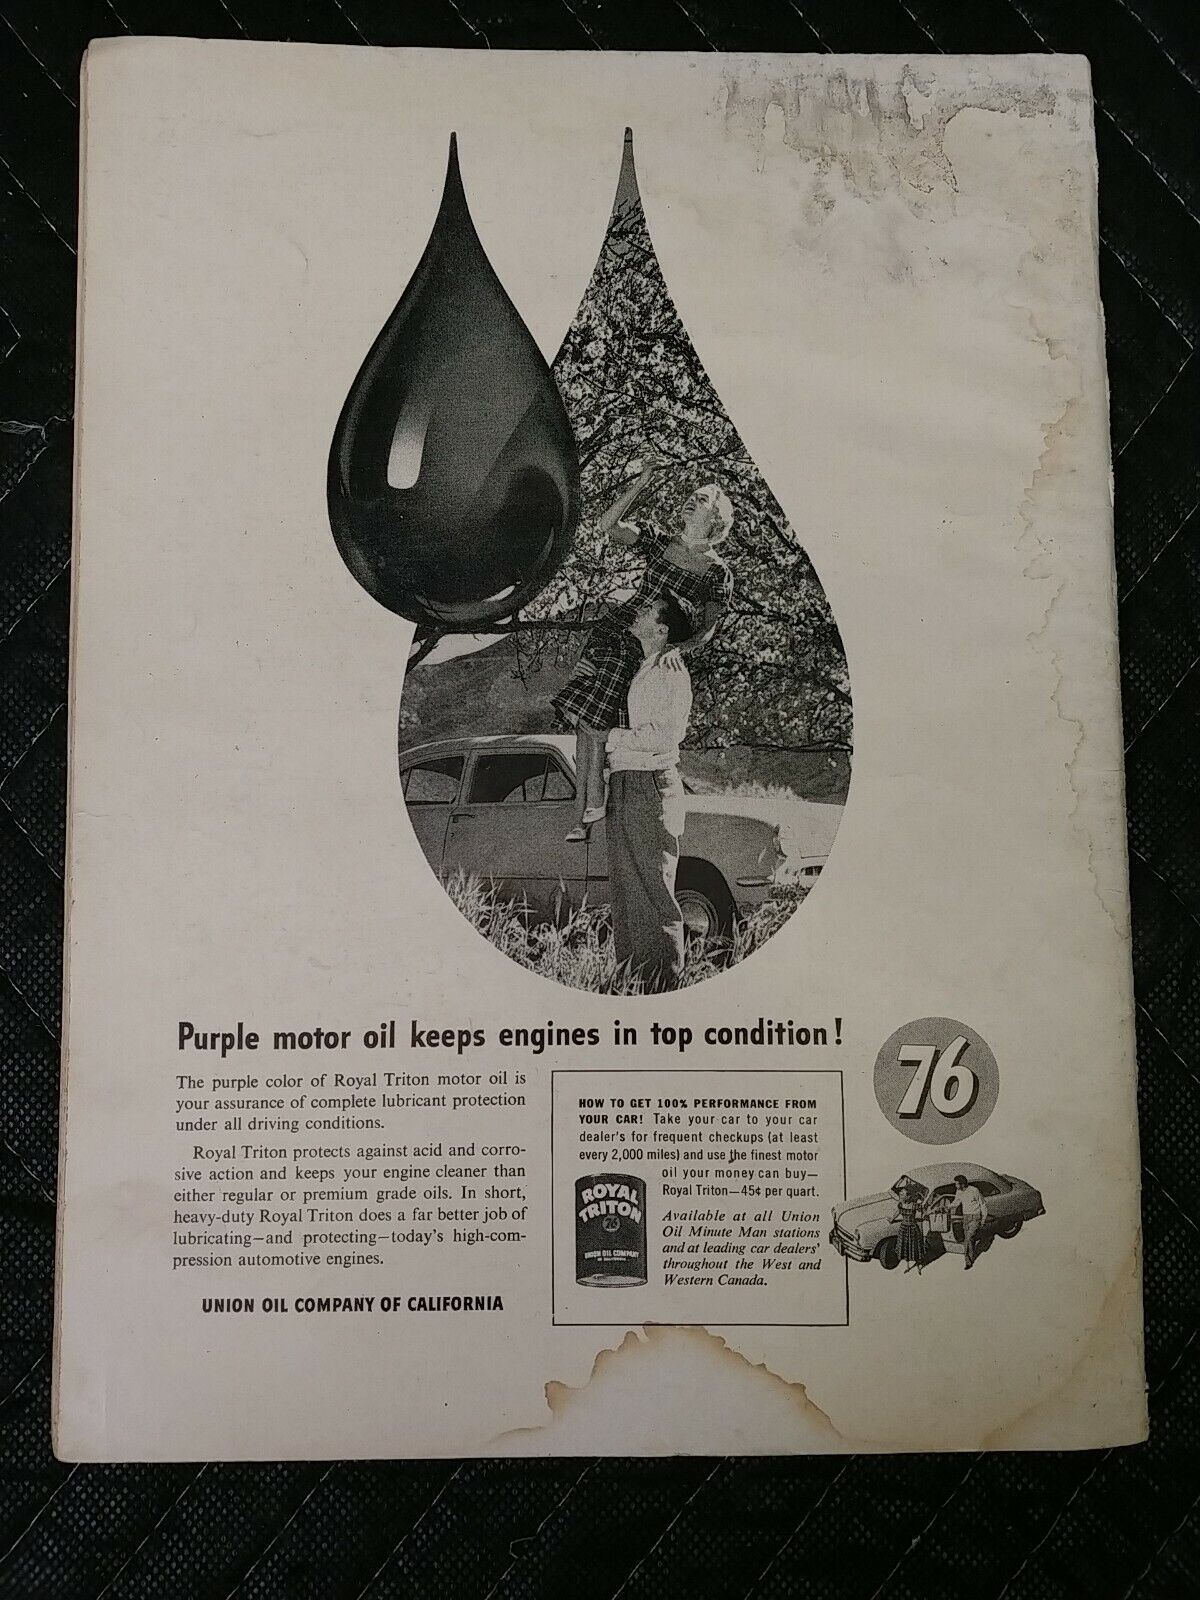 Purple motor oil keeps engines in top condition!
The purple color of Royal Triton motor oil is
your assurance of complete lubricant protection
under all driving conditions.
Royal Triton protects against acid and corro-
sive action and keeps your engine cleaner than
either regular or premium grade oils. In short,
heavy-duty Royal Triton does a far better job of
lubricating—and protecting—today's high-com-
pression automotive engines.
UNION OIL COMPANY OF CALIFORNIA
HOW TO GET 100% PERFORMANCE FROM
YOUR CAR! Take your car to your car
dealer's for frequent checkups (at least
every 2,000 miles) and use the finest motor
oil your money can buy—
Royal Triton—45¢ per quart.
Available at all Union
Oil Minute Man stations
and at leading car dealers'
throughout the West and
Western Canada.
ROYAL
TRITON
76
UNION OIL COMPANY
OF CALIFORNIA
76